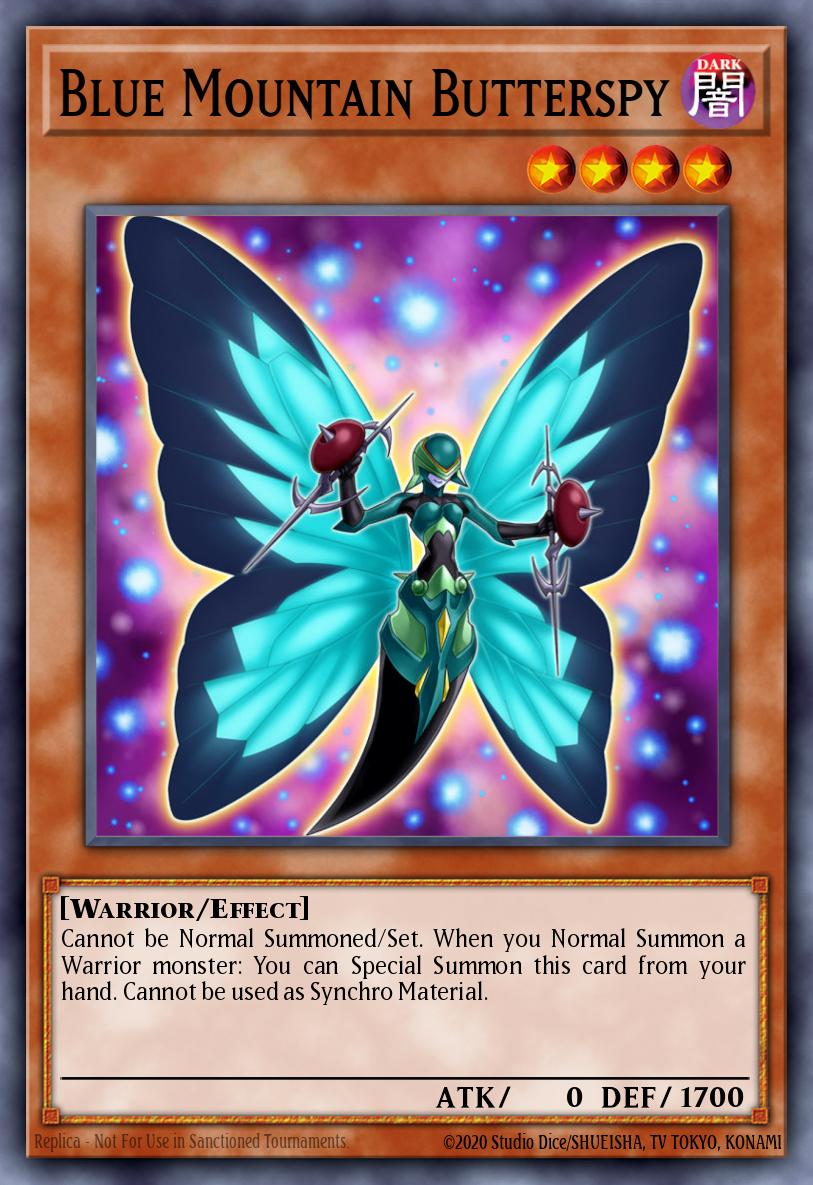 Blue Mountain Butterspy
DARK
闇
[Warrior/Effect]
Cannot be Normal Summoned/Set. When you Normal Summon a
Warrior monster: You can Special Summon this card from your
hand. Cannot be used as Synchro Material.
ATK/ 0 DEF/ 1700
Replica - Not For Use in Sanctioned Tournaments.
©2020 Studio Dice/SHUEISHA, TV TOKYO, KONAMI